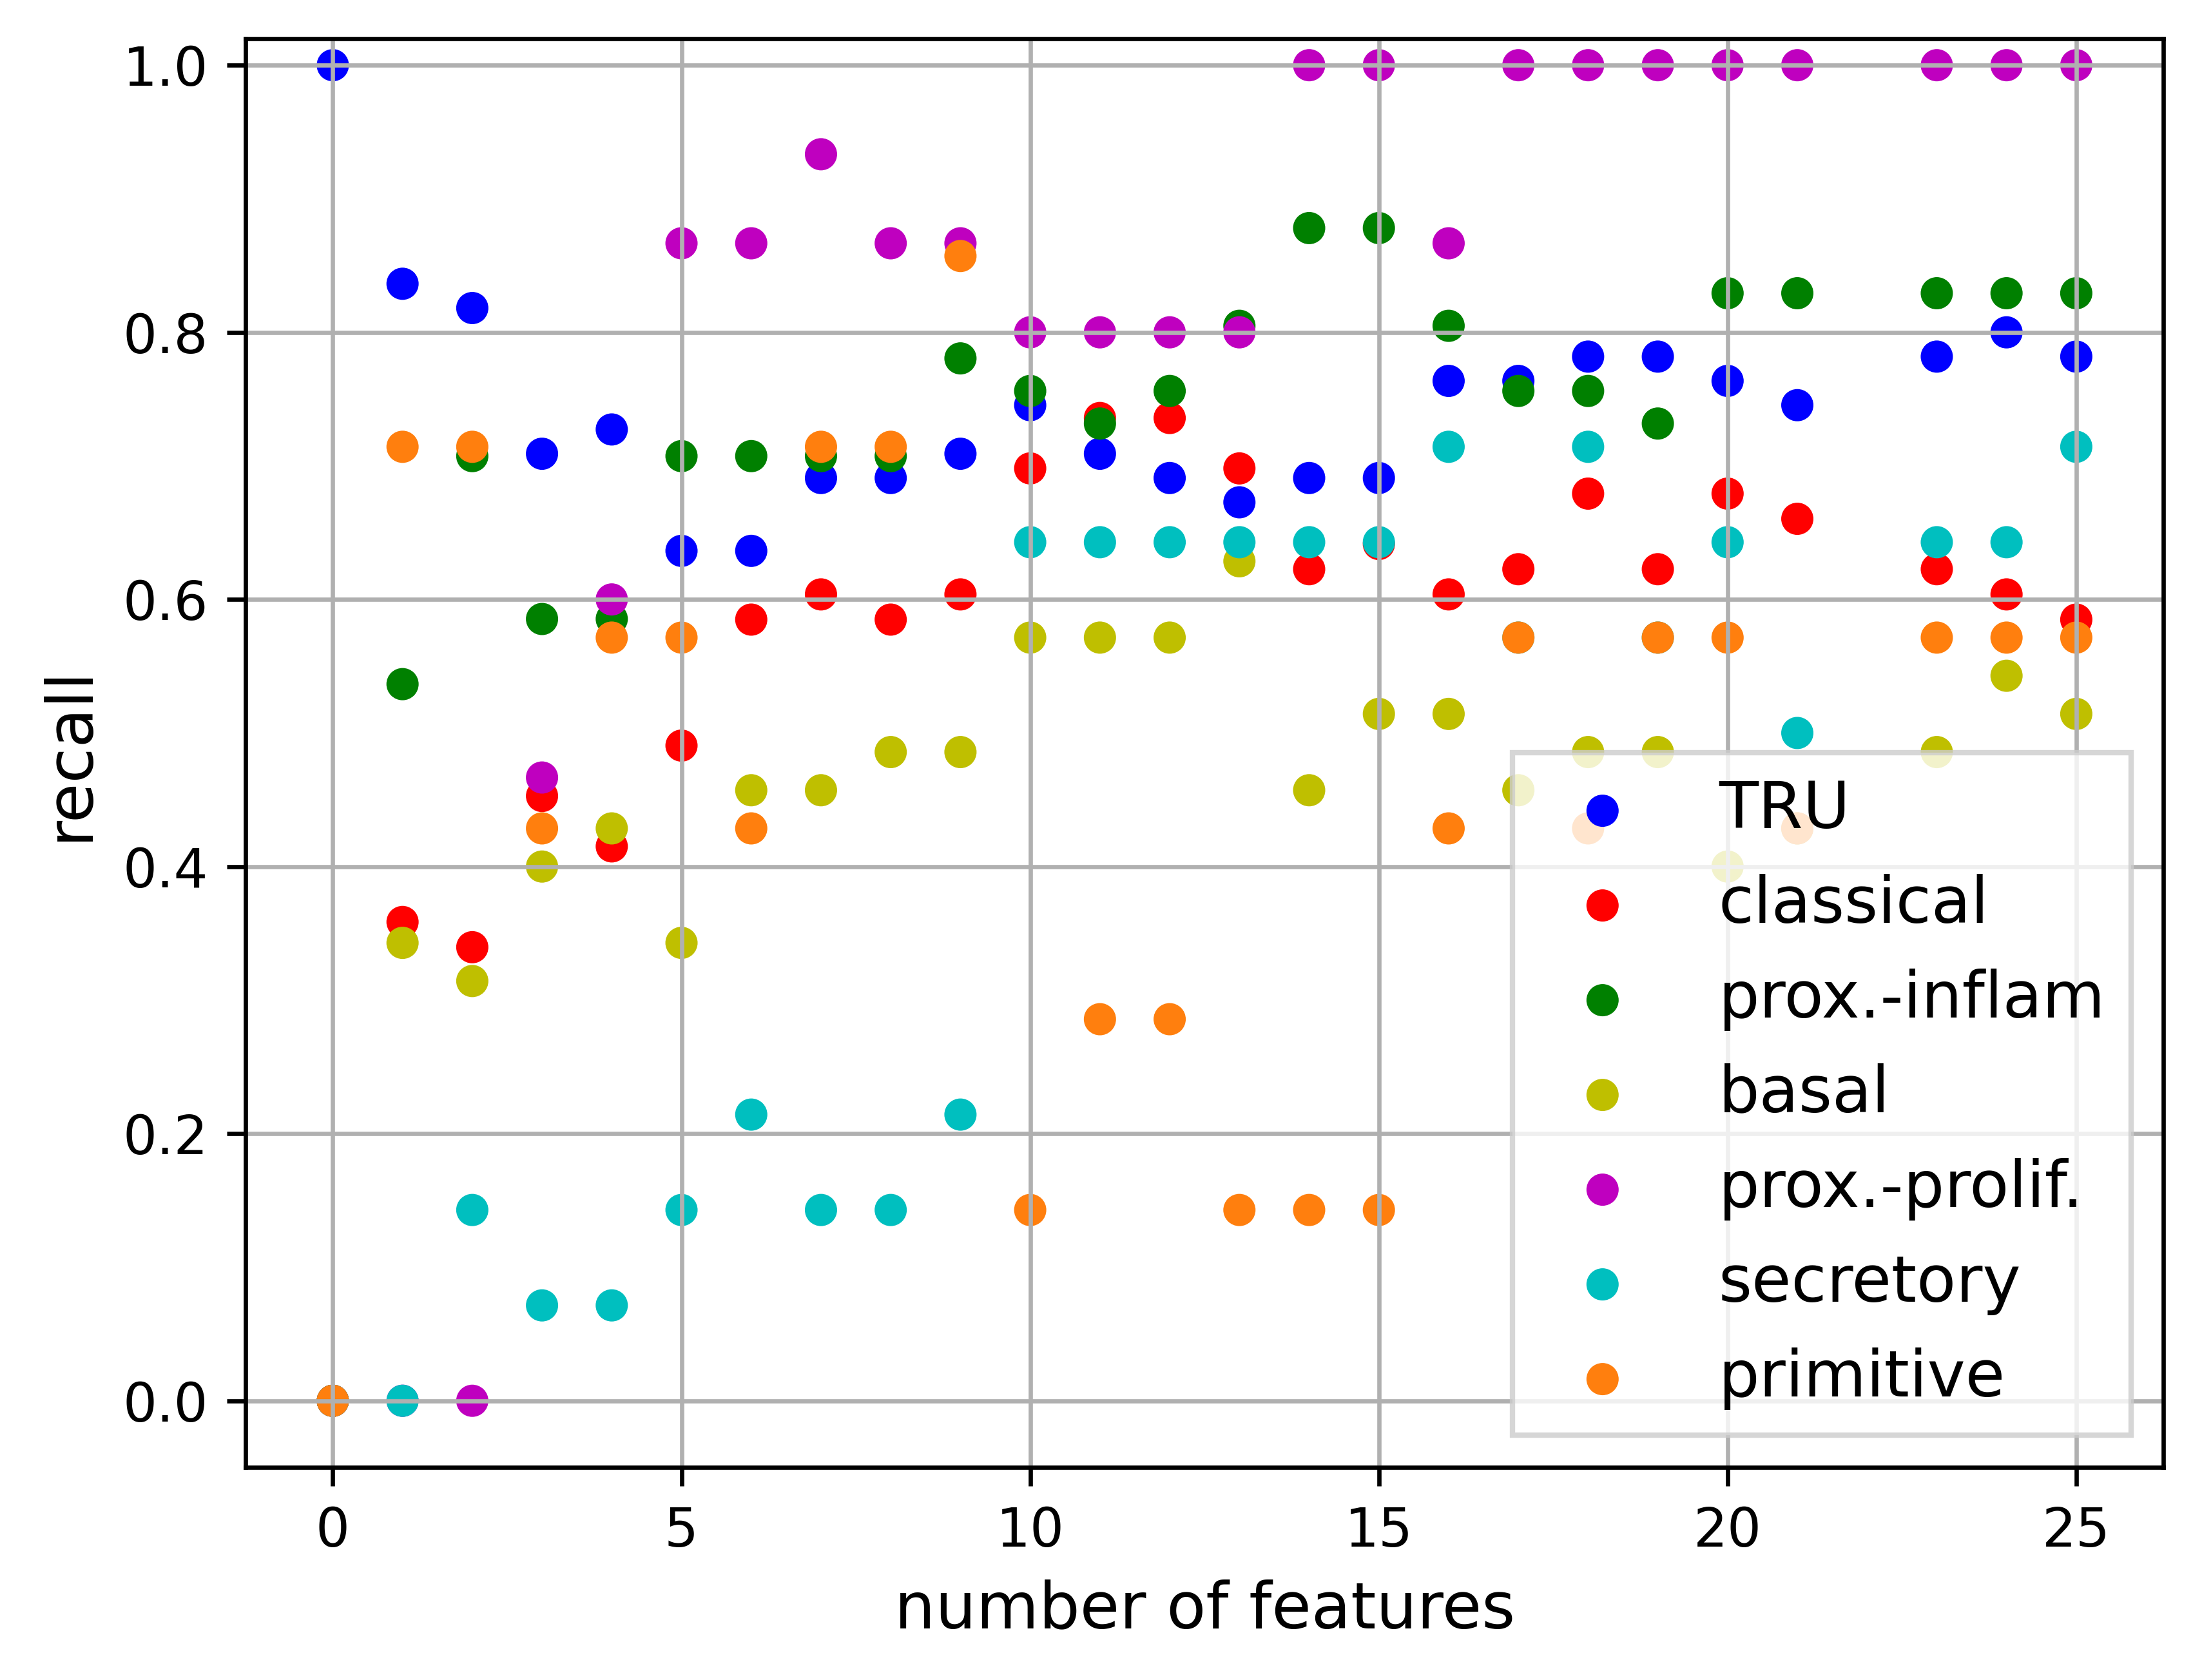 1.0
0.8
0.6
0.4
0.2
0.0
recall
0 5 10 15 20 25
number of features
TRU
classical
prox.-inflam
basal
prox.-prolif.
secretory
primitive